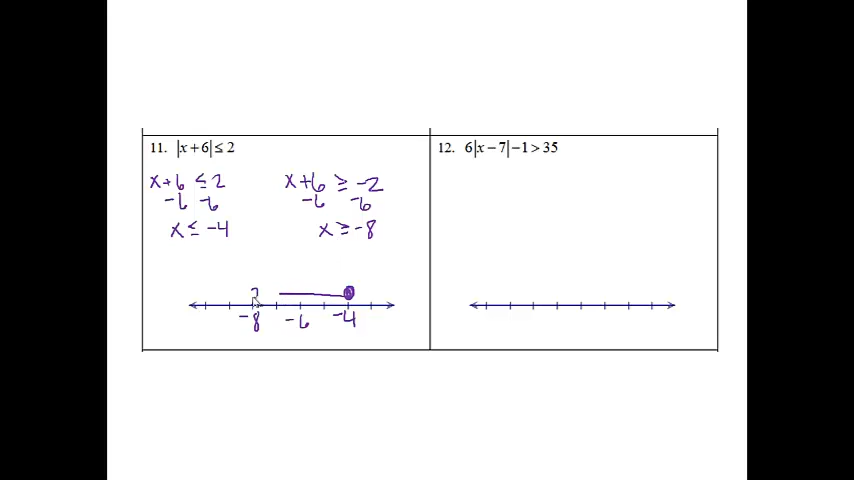 11. |x+6| ≤ 2
x+6 ≤ 2
-6 -6
x ≤ -4
x+6 ≥ -2
-6 -6
x ≥ -8
-8 -6 -4
12. 6|x-7|-1 > 35